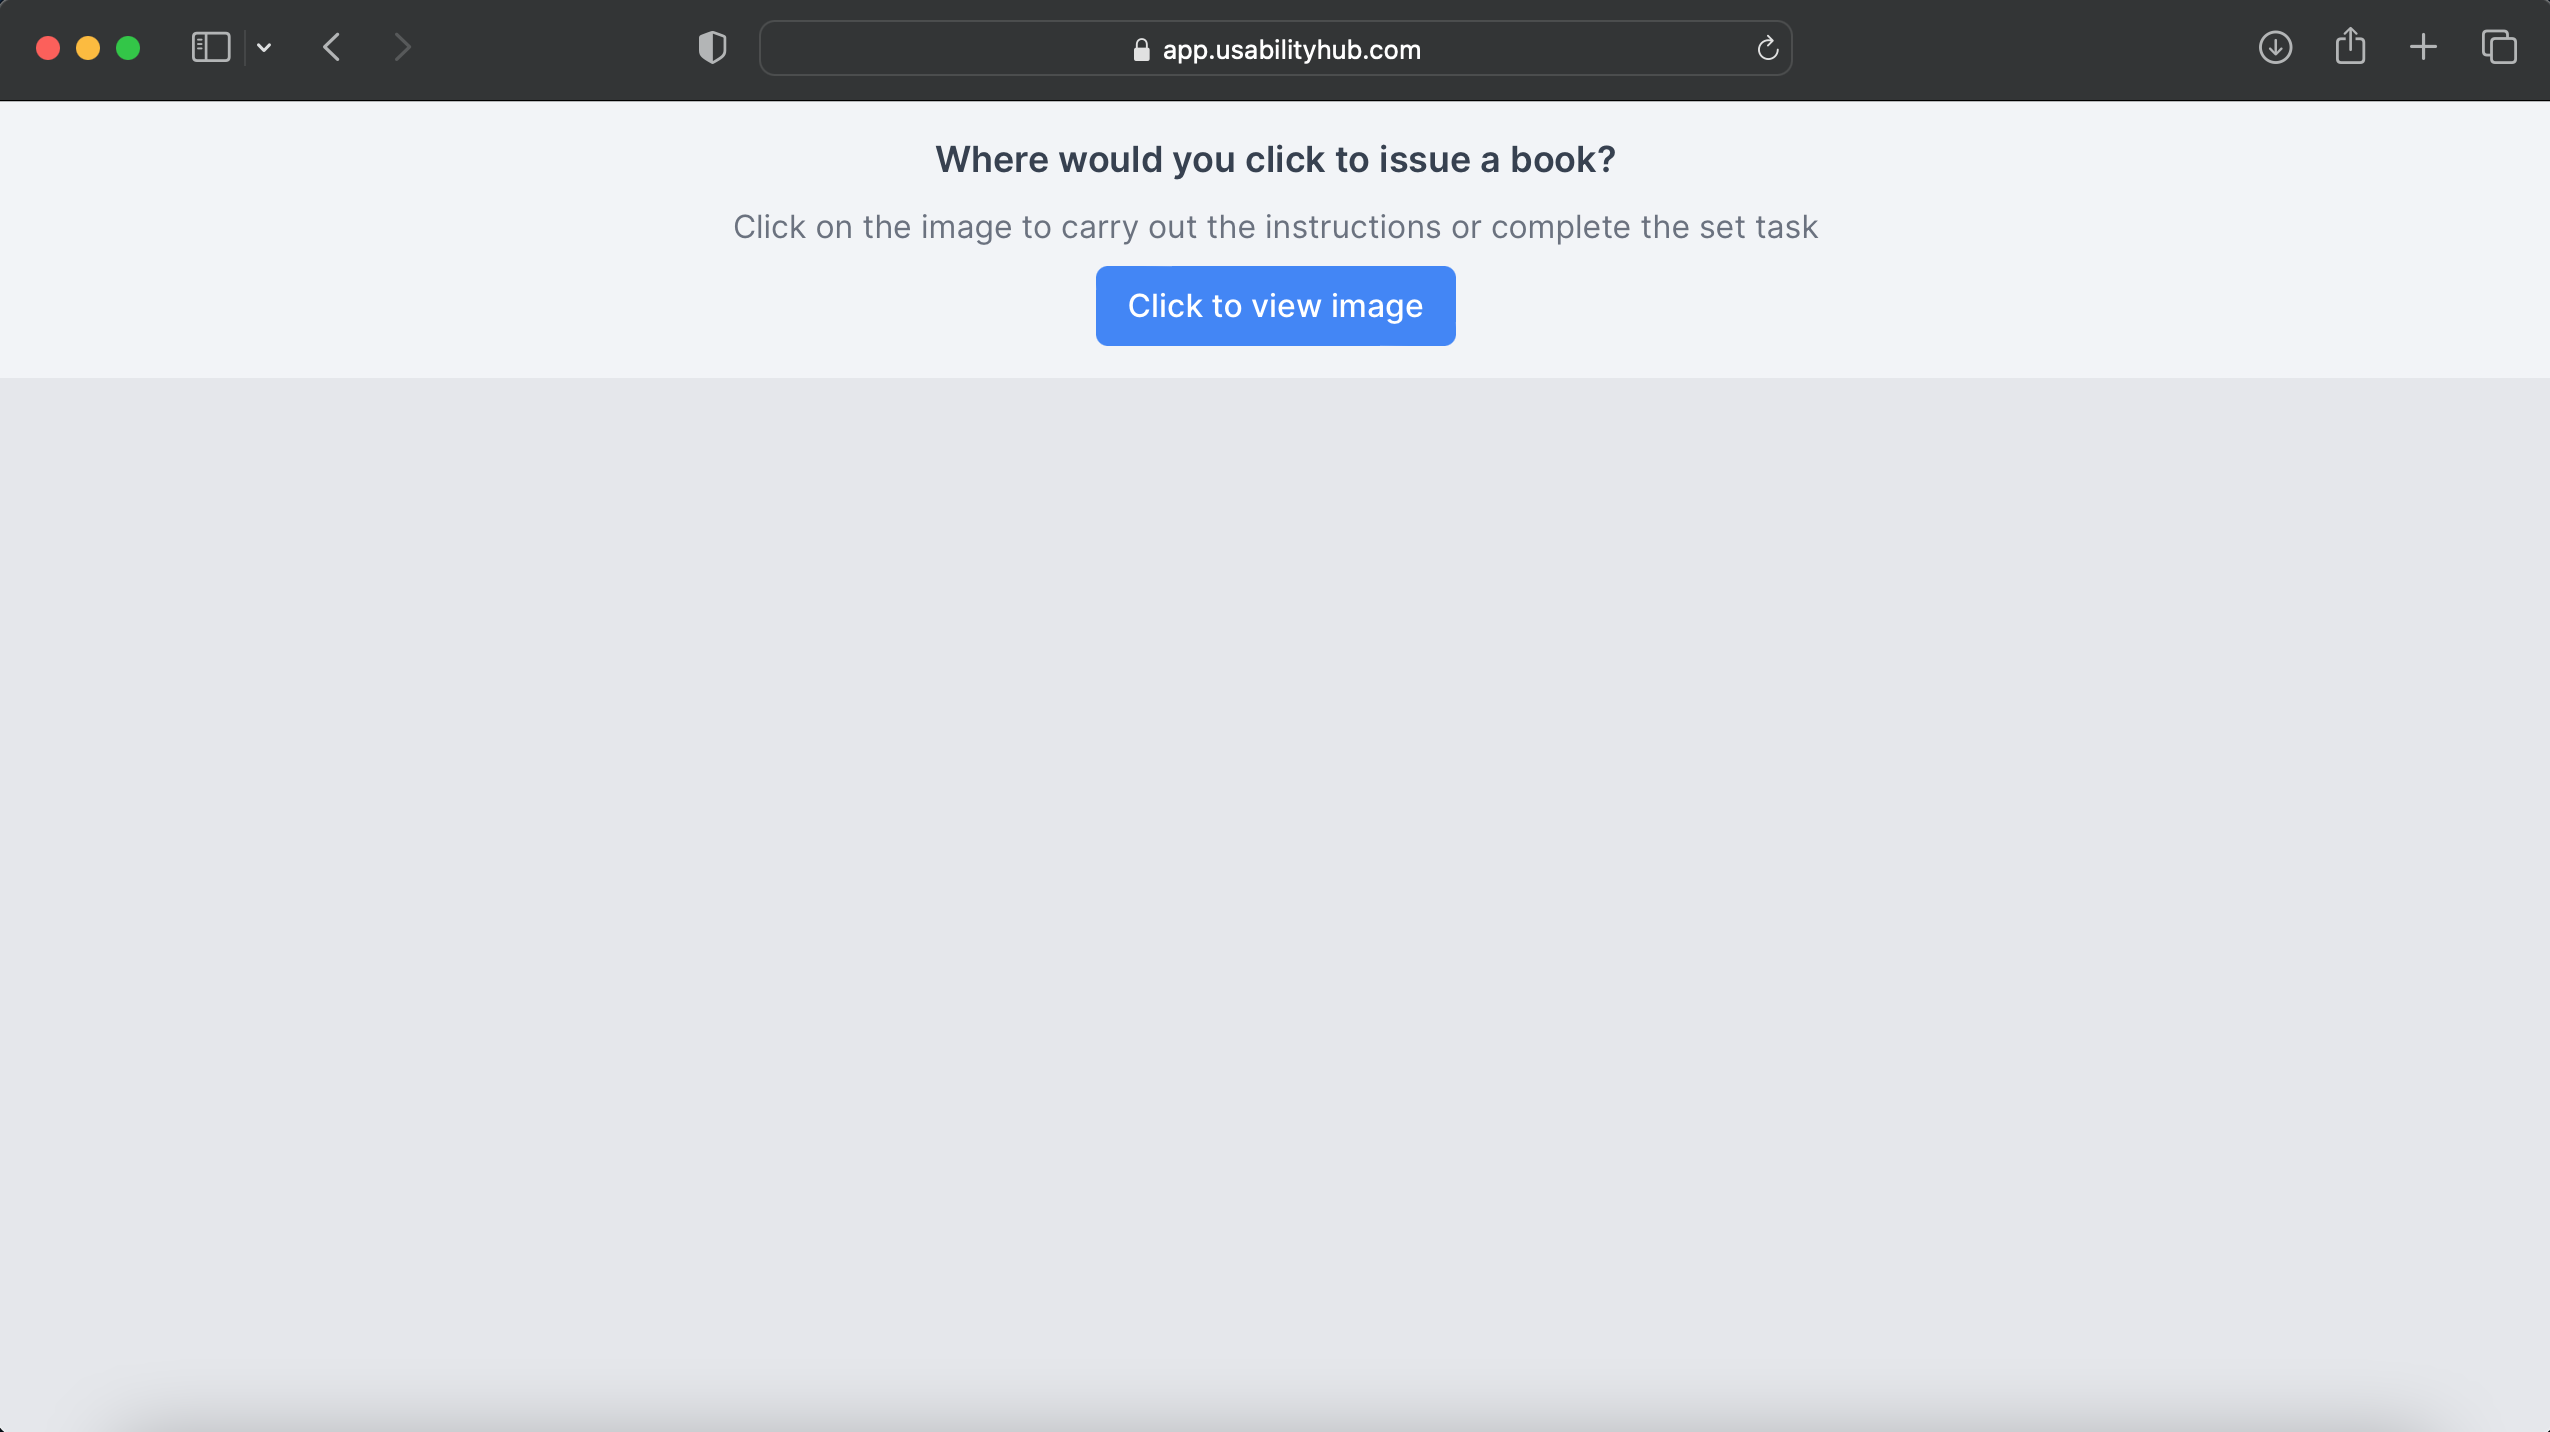 app.usabilityhub.com
Where would you click to issue a book?
Click on the image to carry out the instructions or complete the set task
Click to view image